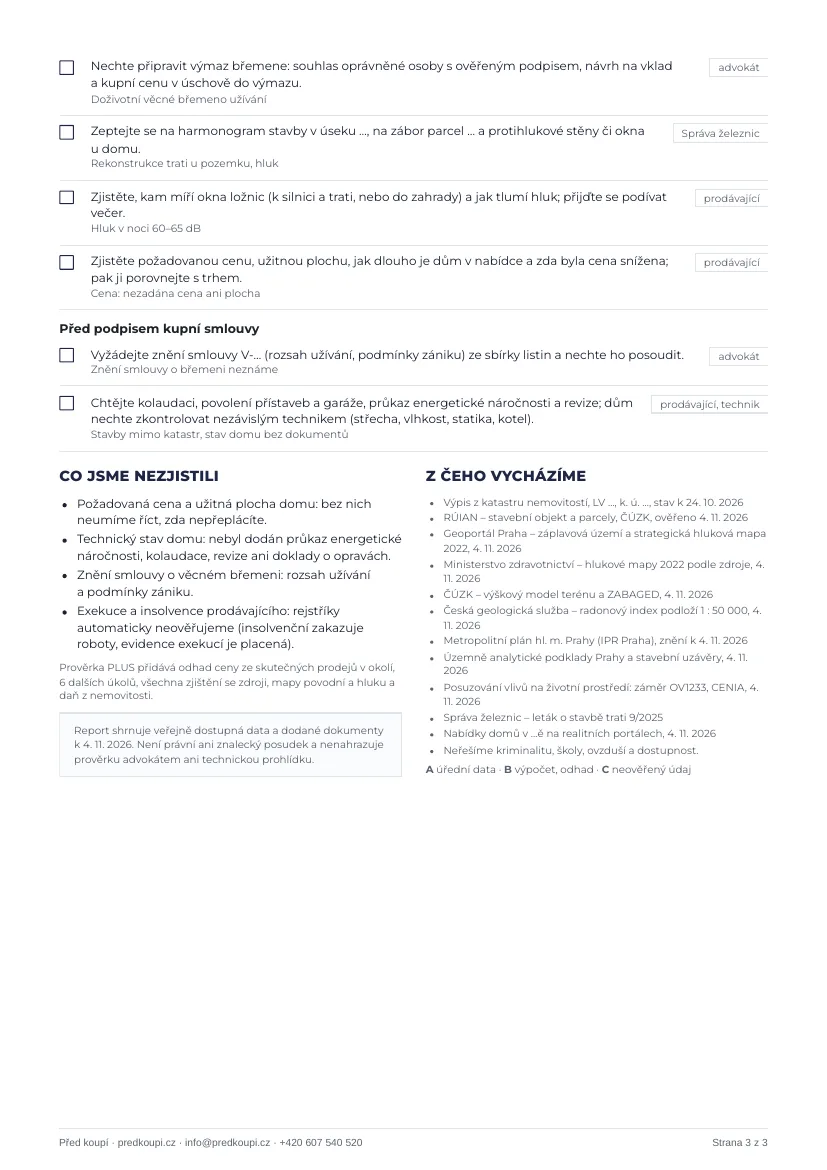 Nechte připravit výmaz břemene: souhlas oprávněné osoby s ověřeným podpisem, návrh na vklad
a kupní cenu v úschově do výmazu.
Doživotní věcné břemeno užívání
advokát
Zeptejte se na harmonogram stavby v úseku ..., na zábor parcel ... a protihlukové stěny či okna
u domu.
Rekonstrukce trati u pozemku, hluk
Správa železnic
Zjistěte, kam míří okna ložnic (k silnici a trati, nebo do zahrady) a jak tlumí hluk; přijďte se podívat
večer.
Hluk v noci 60–65 dB
prodávající
Zjistěte požadovanou cenu, užitnou plochu, jak dlouho je dům v nabídce a zda byla cena snížena;
pak ji porovnejte s trhem.
Cena: nezadána cena ani plocha
prodávající
Před podpisem kupní smlouvy
Vyžádejte znění smlouvy V-... (rozsah užívání, podmínky zániku) ze sbírky listin a nechte ho posoudit.
Znění smlouvy o břemeni neznáme
advokát
Chtějte kolaudaci, povolení přístaveb a garáže, průkaz energetické náročnosti a revize; dům
nechte zkontrolovat nezávislým technikem (střecha, vlhkost, statika, kotel).
Stavby mimo katastr, stav domu bez dokumentů
prodávající, technik
CO JSME NEZJISTILI
• Požadovaná cena a užitná plocha domu: bez nich
neumíme říct, zda nepřeplácíte.
• Technický stav domu: nebyl dodán průkaz energetické
náročnosti, kolaudace, revize ani doklady o opravách.
• Znění smlouvy o věcném břemeni: rozsah užívání
a podmínky zániku.
• Exekuce a insolvence prodávajícího: rejstříky
automaticky neověřujeme (insolvenční zakazuje
roboty, evidence exekucí je placená).
Prověrka PLUS přidává odhad ceny ze skutečných prodejů v okolí,
6 dalších úkolů, všechna zjištění se zdroji, mapy povodní a hluku a
daň z nemovitosti.
Report shrnuje veřejně dostupná data a dodané dokumenty
k 4. 11. 2026. Není právní ani znalecký posudek a nenahrazuje
prověrku advokátem ani technickou prohlídku.
Z ČEHO VYCHÁZÍME
• Výpis z katastru nemovitostí, LV ..., k. ú. ..., stav k 24. 10. 2026
• RÚIAN – stavební objekt a parcely, ČÚZK, ověřeno 4. 11. 2026
• Geoportál Praha – záplavová území a strategická hluková mapa
2022, 4. 11. 2026
• Ministerstvo zdravotnictví – hlukové mapy 2022 podle zdroje, 4.
11. 2026
• ČÚZK – výškový model terénu a ZABAGED, 4. 11. 2026
• Česká geologická služba – radonový index podloží 1 : 50 000, 4.
11. 2026
• Metropolitní plán hl. m. Prahy (IPR Praha), znění k 4. 11. 2026
• Územně analytické podklady Prahy a stavební uzávěry, 4. 11.
2026
• Posuzování vlivů na životní prostředí: záměr OV1233, CENIA, 4.
11. 2026
• Správa železnic – leták o stavbě trati 9/2025
• Nabídky domů v ...ě na realitních portálech, 4. 11. 2026
• Neřešíme kriminalitu, školy, ovzduší a dostupnost.
A úřední data · B výpočet, odhad · C neověřený údaj
Před koupí · predkoupi.cz · info@predkoupi.cz · +420 607 540 520
Strana 3 z 3